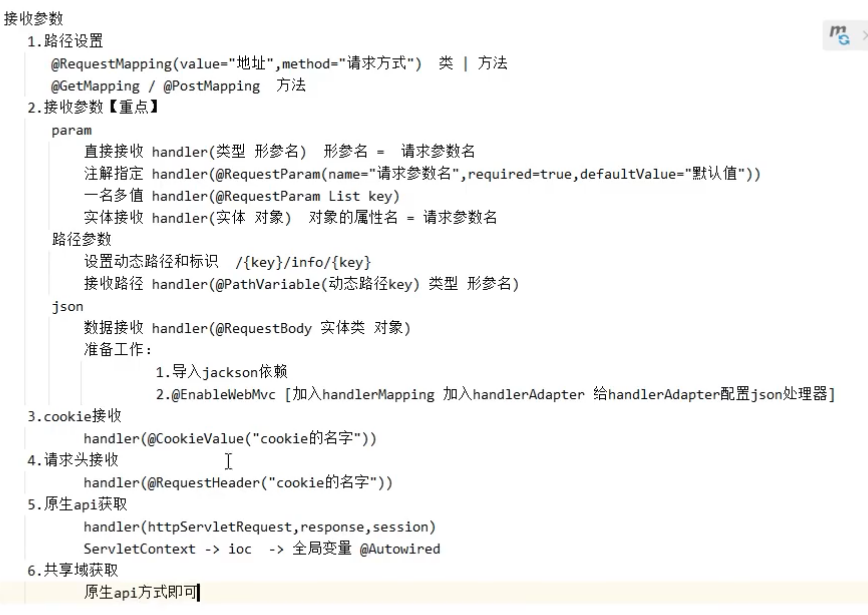 接收参数
1.路径设置
@RequestMapping(value="地址",method="请求方式") 类 | 方法
@GetMapping / @PostMapping 方法
2.接收参数【重点】
param
直接接收 handler(类型 形参名) 形参名 = 请求参数名
注解指定 handler(@RequestParam(name="请求参数名",required=true,defaultValue="默认值"))
一名多值 handler(@RequestParam List key)
实体接收 handler(实体 对象) 对象的属性名 = 请求参数名
路径参数
设置动态路径和标识 /{key}/info/{key}
接收路径 handler(@PathVariable(动态路径key) 类型 形参名)
json
数据接收 handler(@RequestBody 实体类 对象)
准备工作:
1.导入jackson依赖
2.@EnableWebMvc [加入handlerMapping 加入handlerAdapter 给handlerAdapter配置json处理器]
3.cookie接收
handler(@CookieValue("cookie的名字"))
4.请求头接收
handler(@RequestHeader("cookie的名字"))
5.原生api获取
handler(httpServletRequest,response,session)
ServletContext -> ioc -> 全局变量 @Autowired
6.共享域获取
原生api方式即可
m